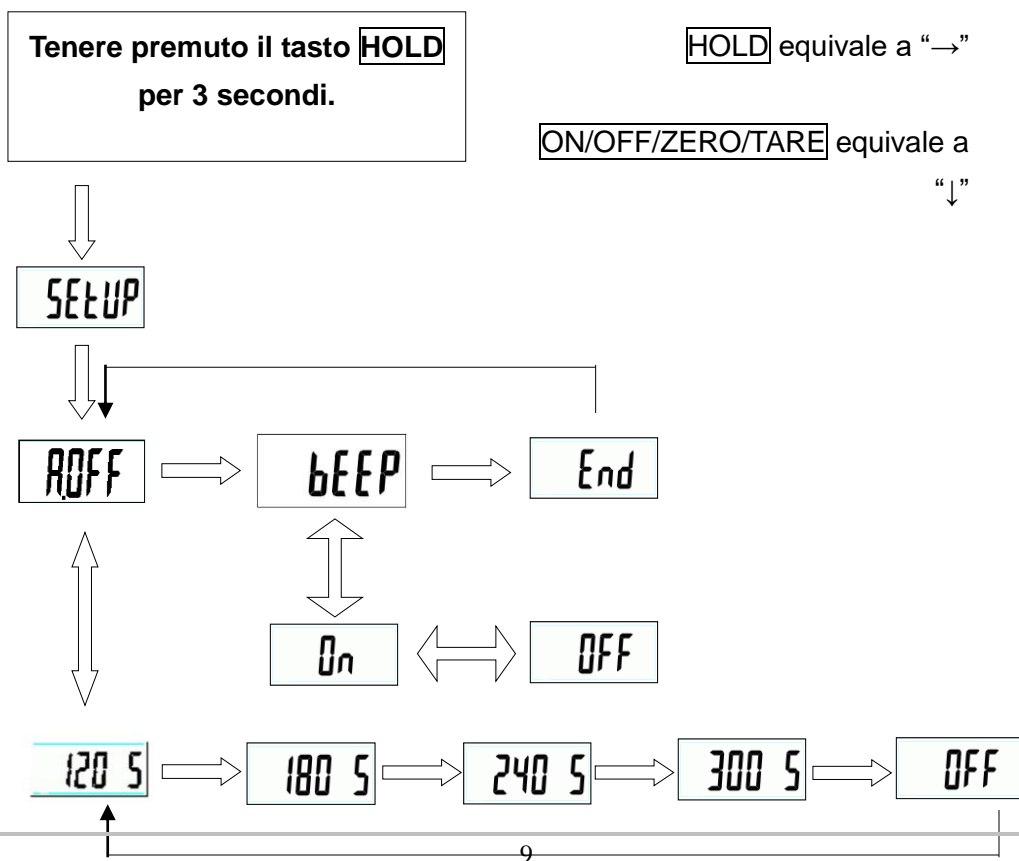 Tenere premuto il tasto HOLD
per 3 secondi.
HOLD equivale a “→”
ON/OFF/ZERO/TARE equivale a
“↓”
SEtUP
A.OFF
bEEP
End
On
OFF
120 S
180 S
240 S
300 S
OFF
9